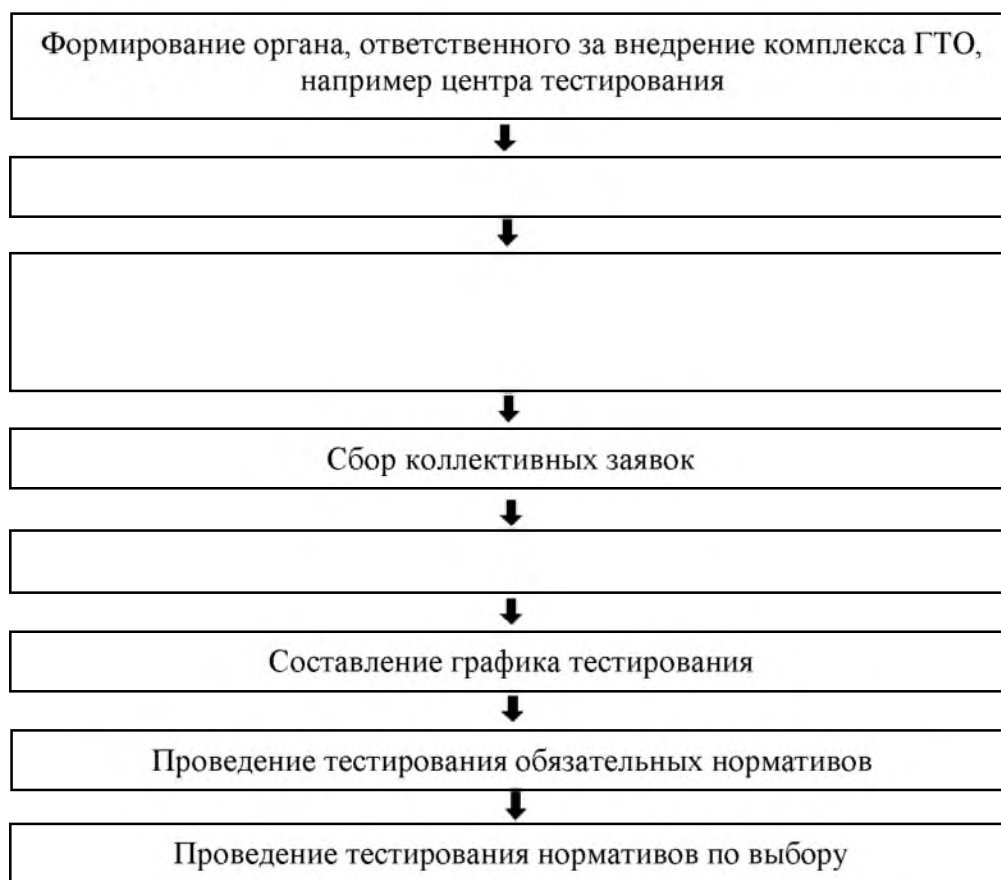 Формирование органа, ответственного за внедрение комплекса ГТО,
например центра тестирования
Сбор коллективных заявок
Составление графика тестирования
Проведение тестирования обязательных нормативов
Проведение тестирования нормативов по выбору